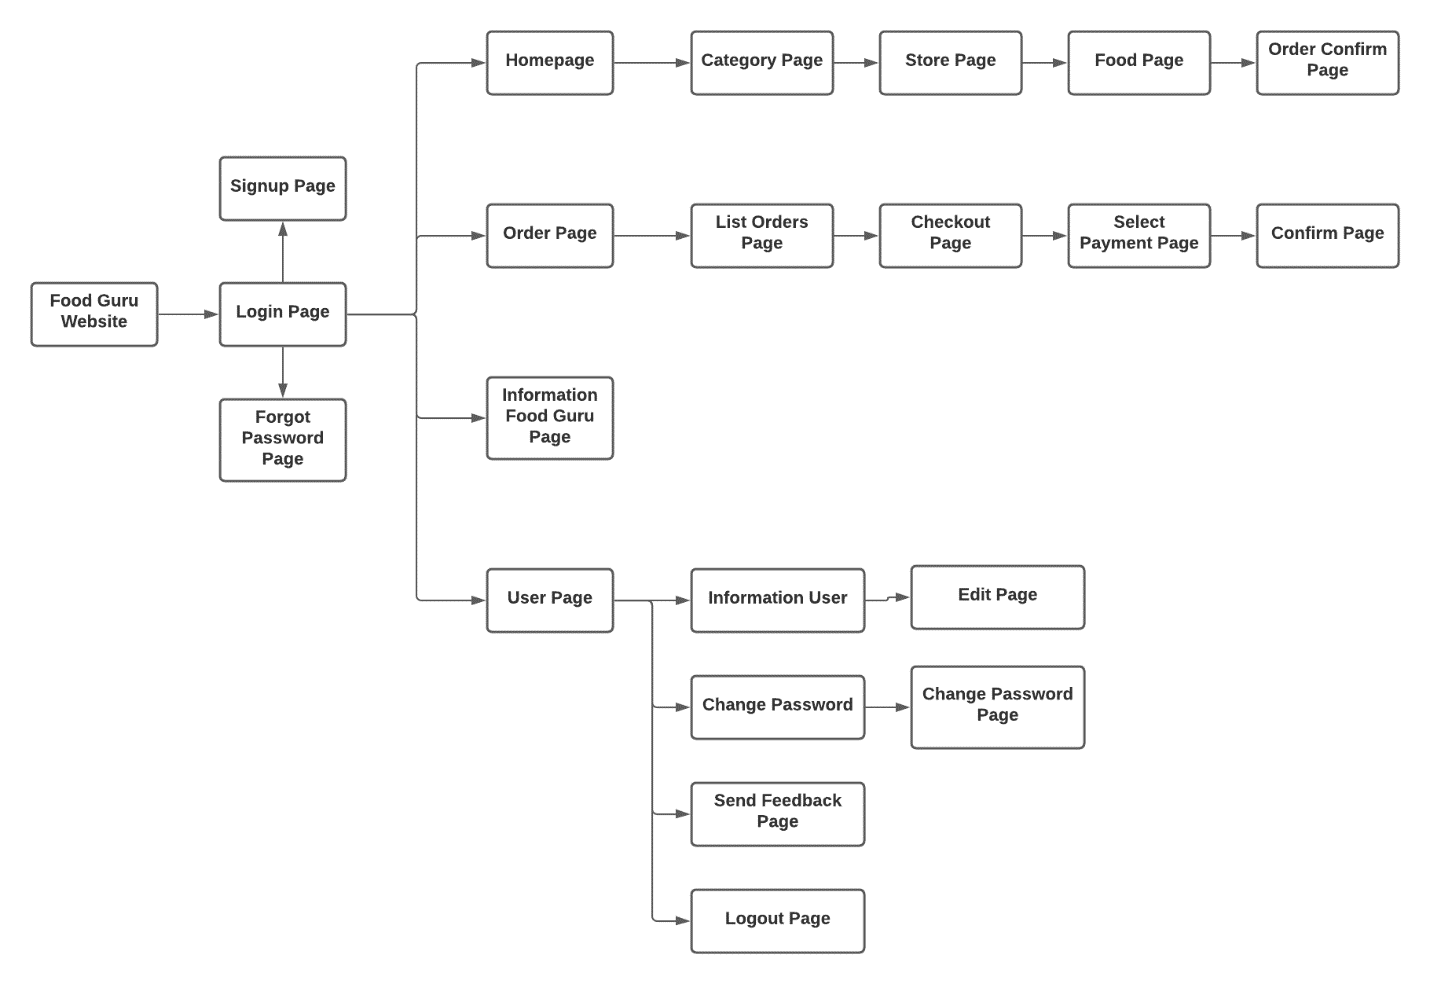 Homepage
Category Page
Store Page
Food Page
Order Confirm
Page
Signup Page
Order Page
List Orders
Page
Checkout
Page
Select
Payment Page
Confirm Page
Food Guru
Website
Login Page
Forgot
Password
Page
Information
Food Guru
Page
User Page
Information User
Edit Page
Change Password
Change Password
Page
Send Feedback
Page
Logout Page